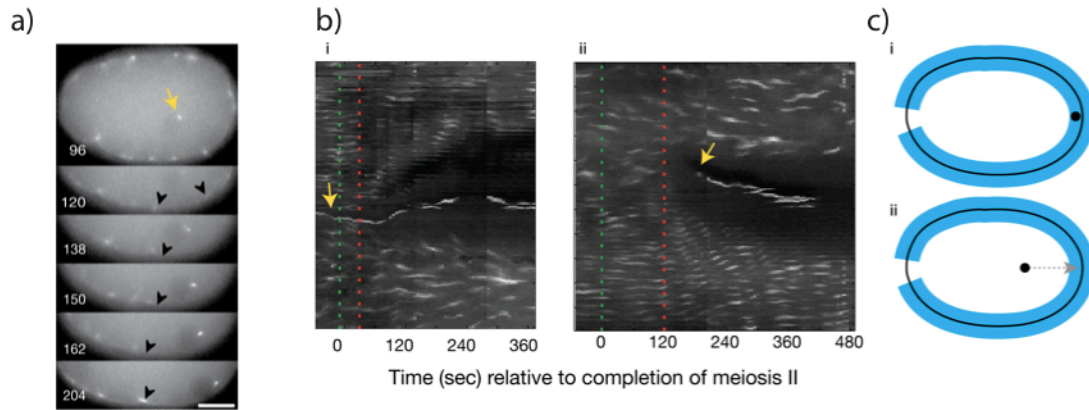 a)
96
120
138
150
162
204
b)
i
ii
0 120 240 360
0 120 240 360 480
Time (sec) relative to completion of meiosis II
c)
i
ii